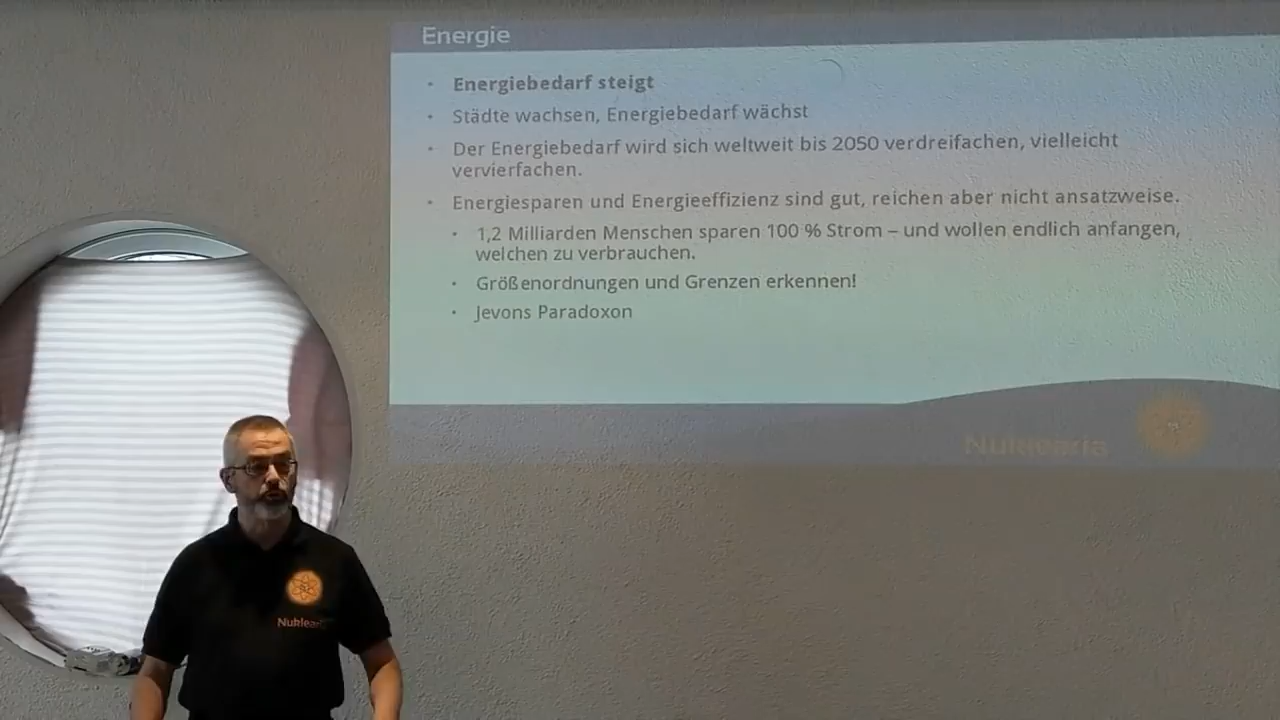 Energie
Energiebedarf steigt
Städte wachsen, Energiebedarf wächst
Der Energiebedarf wird sich weltweit bis 2050 verdreifachen, vielleicht
vervierfachen.
Energiesparen und Energieeffizienz sind gut, reichen aber nicht ansatzweise.
1,2 Milliarden Menschen sparen 100 % Strom – und wollen endlich anfangen,
welchen zu verbrauchen.
Größenordnungen und Grenzen erkennen!
Jevons Paradoxon
Nuklearia
Nuklearia